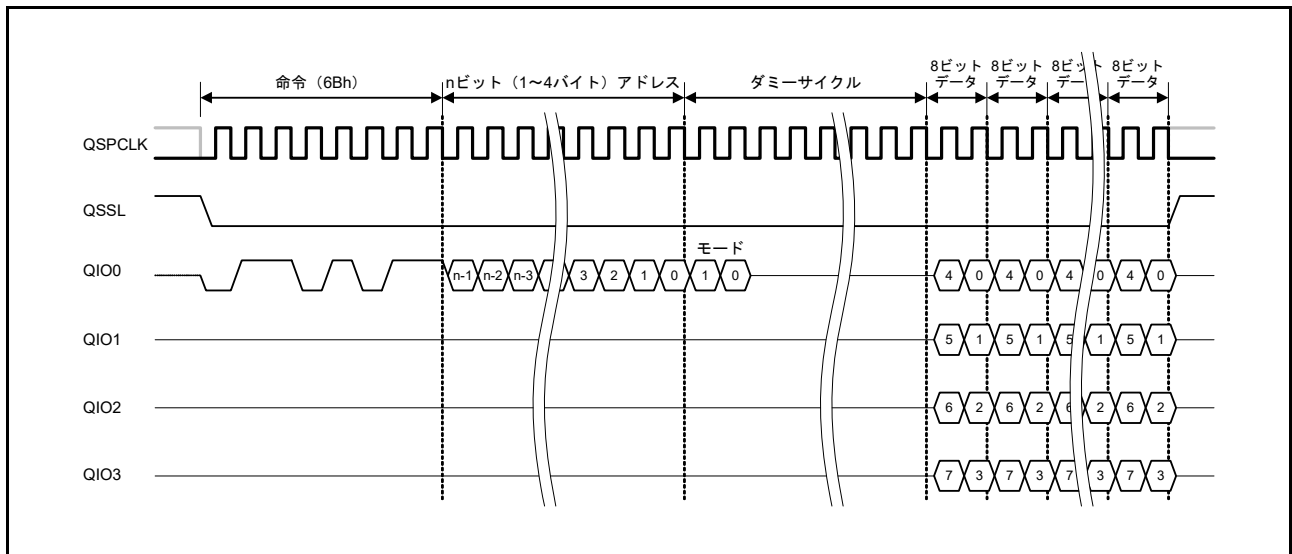 命令（6Bh）
nビット（1～4バイト）アドレス
ダミーサイクル
8ビット
データ
8ビット
データ
8ビット
データ
8ビット
データ
QSPCLK
QSSL
モード
QIO0
n-1 n-2 n-3 3 2 1 0 1 0 4 0 4 0 4 0 4 0
QIO1
5 1 5 1 5 1 5 1
QIO2
6 2 6 2 6 2 6 2
QIO3
7 3 7 3 7 3 7 3